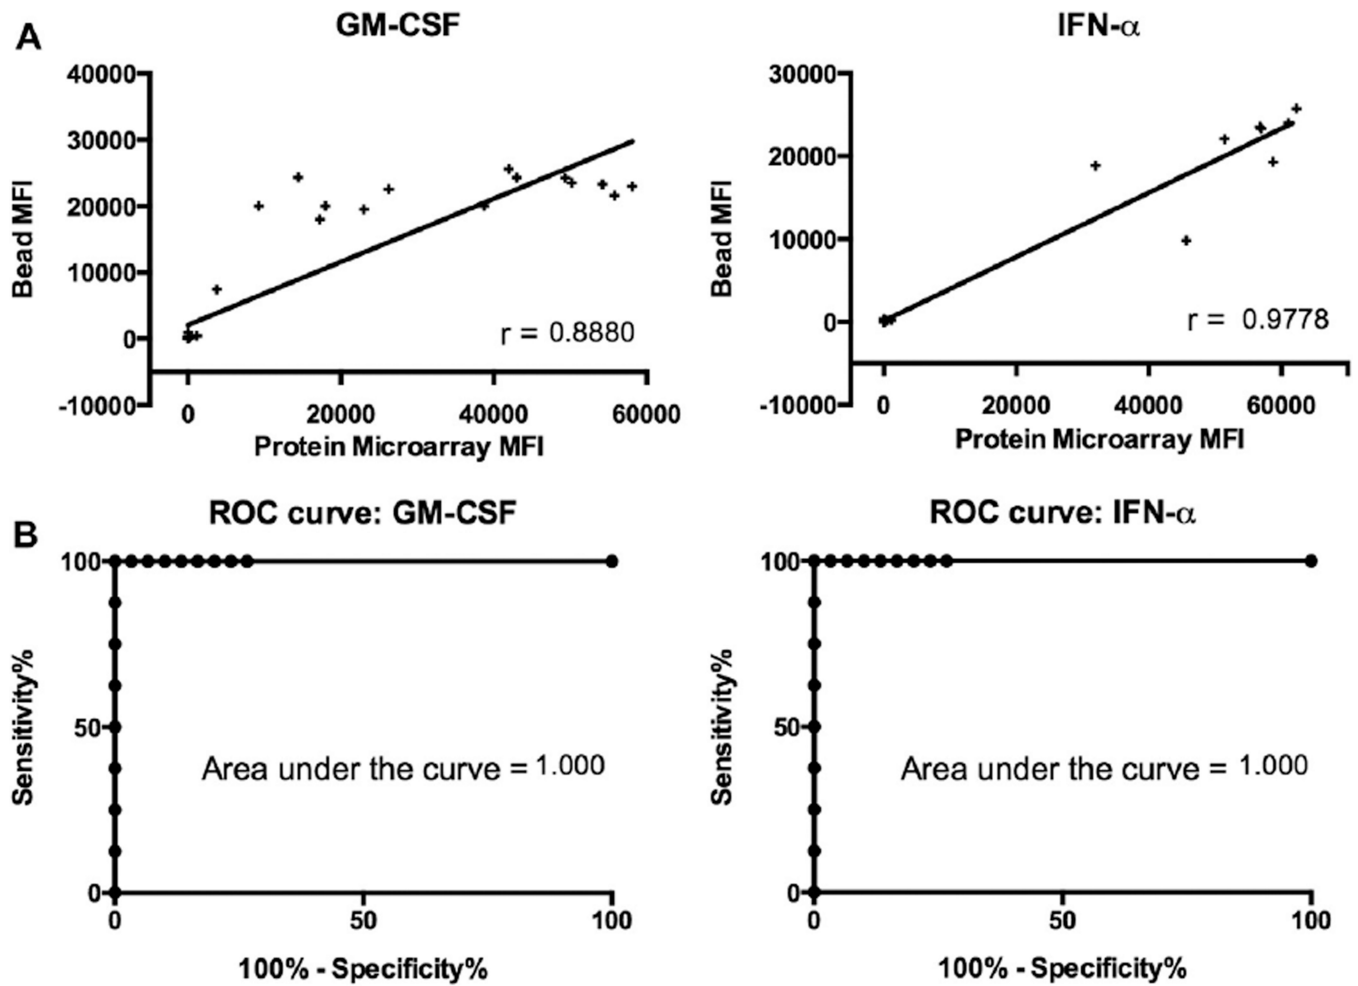 A
GM-CSF
40000
30000
20000
10000
0
-10000
Bead MFI
r = 0.8880
0 20000 40000 60000
Protein Microarray MFI
IFN-α
30000
20000
10000
0
-10000
Bead MFI
r = 0.9778
0 20000 40000 60000
Protein Microarray MFI
B
ROC curve: GM-CSF
100
50
0
Sensitivity%
Area under the curve = 1.000
0 50 100
100% - Specificity%
ROC curve: IFN-α
100
50
0
Sensitivity%
Area under the curve = 1.000
0 50 100
100% - Specificity%